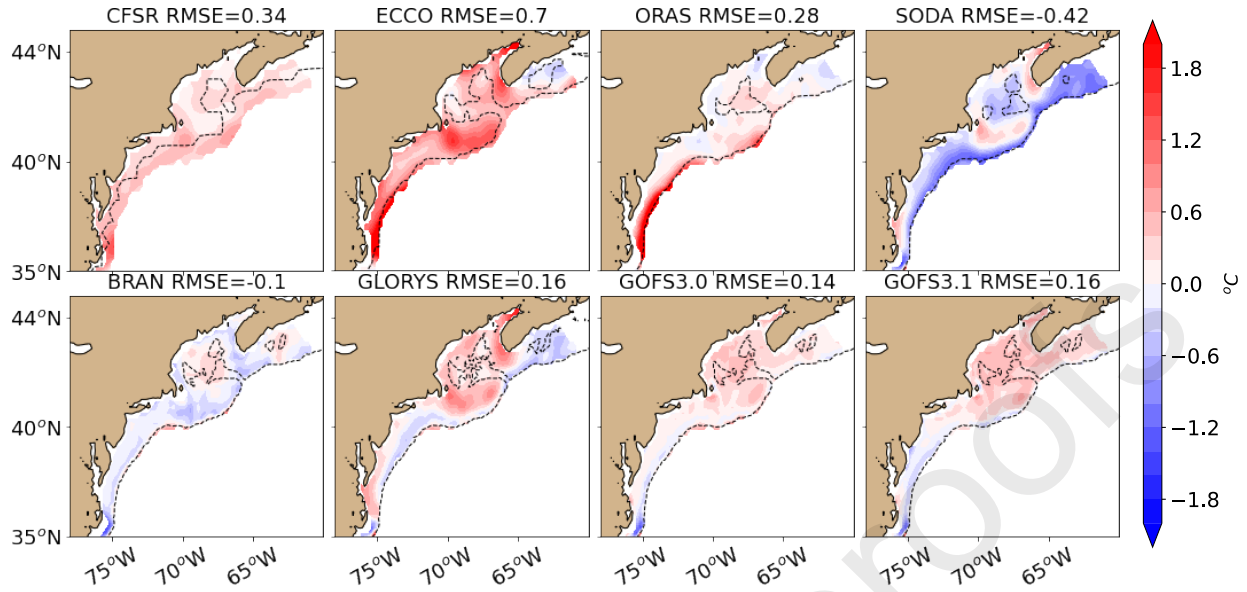 CFSR RMSE=0.34 ECCO RMSE=0.7 ORAS RMSE=0.28 SODA RMSE=-0.42
44°N
40°N
35°N
BRAN RMSE=-0.1 GLORYS RMSE=0.16 GOFS3.0 RMSE=0.14 GOFS3.1 RMSE=0.16
44°N
40°N
35°N
75°W 70°W 65°W 75°W 70°W 65°W 75°W 70°W 65°W 75°W 70°W 65°W
1.8
1.2
0.6
0.0
−0.6
−1.2
−1.8
°C
roofs